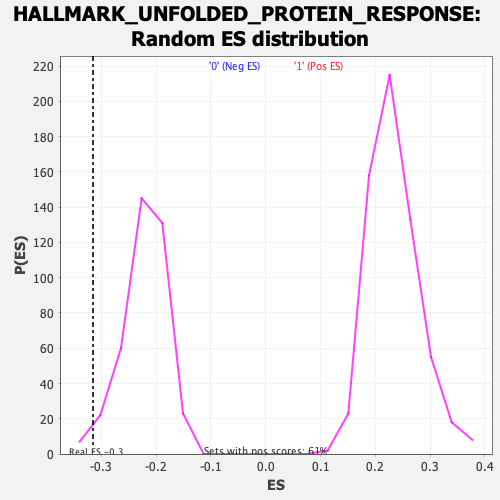 HALLMARK_UNFOLDED_PROTEIN_RESPONSE:
Random ES distribution
'0' (Neg ES)
'1' (Pos ES)
220
200
180
160
140
120
100
80
60
40
20
0
P(ES)
Real ES -0.3
Sets with pos scores: 61%
-0.3
-0.2
-0.1
0.0
0.1
0.2
0.3
0.4
ES